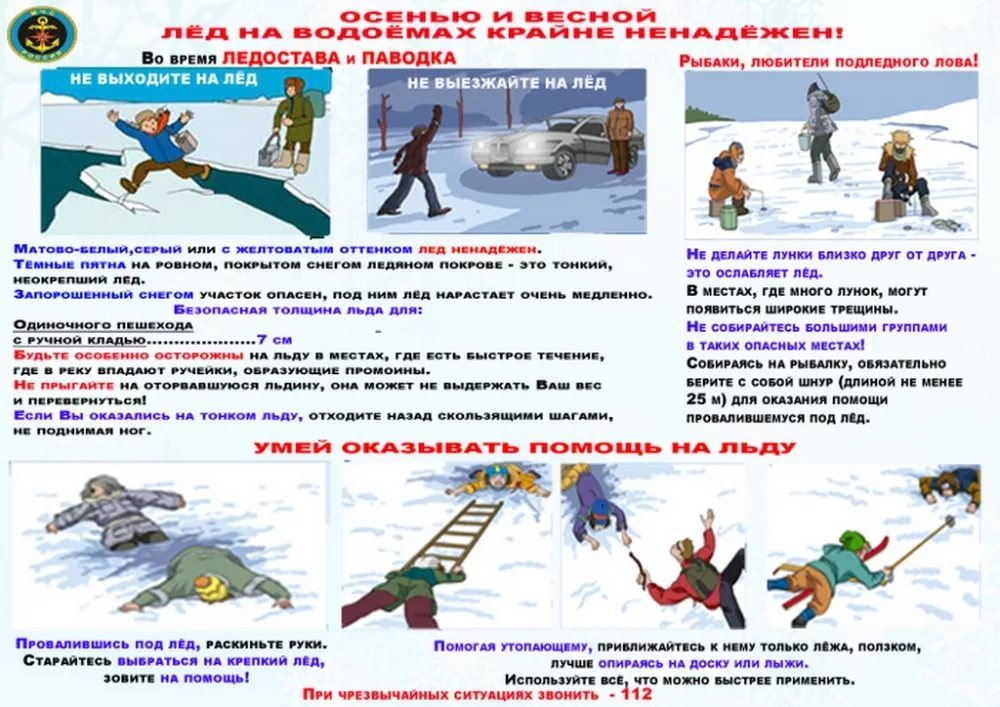 МЧС
РОССИИ
ОСЕНЬЮ И ВЕСНОЙ
ЛЁД НА ВОДОЁМАХ КРАЙНЕ НЕНАДЁЖЕН!
ВО ВРЕМЯ ЛЕДОСТАВА И ПАВОДКА
НЕ ВЫХОДИТЕ НА ЛЁД
НЕ ВЫЕЗЖАЙТЕ НА ЛЁД
МАТОВО-БЕЛЫЙ,СЕРЫЙ ИЛИ С ЖЕЛТОВАТЫМ ОТТЕНКОМ ЛЕД НЕНАДЁЖЕН.
ТЁМНЫЕ ПЯТНА НА РОВНОМ, ПОКРЫТОМ СНЕГОМ ЛЕДЯНОМ ПОКРОВЕ - ЭТО ТОНКИЙ,
НЕОКРЕПШИЙ ЛЁД.
ЗАПОРОШЕННЫЙ СНЕГОМ УЧАСТОК ОПАСЕН, ПОД НИМ ЛЁД НАРАСТАЕТ ОЧЕНЬ МЕДЛЕННО.
БЕЗОПАСНАЯ ТОЛЩИНА ЛЬДА ДЛЯ:
ОДИНОЧНОГО ПЕШЕХОДА
С РУЧНОЙ КЛАДЬЮ....................7 СМ
БУДЬТЕ ОСОБЕННО ОСТОРОЖНЫ НА ЛЬДУ В МЕСТАХ, ГДЕ ЕСТЬ БЫСТРОЕ ТЕЧЕНИЕ,
ГДЕ В РЕКУ ВПАДАЮТ РУЧЕЙКИ, ОБРАЗУЮЩИЕ ПРОМОИНЫ.
НЕ ПРЫГАЙТЕ НА ОТОРВАВШУЮСЯ ЛЬДИНУ, ОНА МОЖЕТ НЕ ВЫДЕРЖАТЬ ВАШ ВЕС
И ПЕРЕВЕРНУТЬСЯ!
ЕСЛИ ВЫ ОКАЗАЛИСЬ НА ТОНКОМ ЛЬДУ, ОТХОДИТЕ НАЗАД СКОЛЬЗЯЩИМИ ШАГАМИ,
НЕ ПОДНИМАЯ НОГ.
РЫБАКИ, ЛЮБИТЕЛИ ПОДЛЕДНОГО ЛОВА!
НЕ ДЕЛАЙТЕ ЛУНКИ БЛИЗКО ДРУГ ОТ ДРУГА -
ЭТО ОСЛАБЛЯЕТ ЛЁД.
В МЕСТАХ, ГДЕ МНОГО ЛУНОК, МОГУТ
ПОЯВИТЬСЯ ШИРОКИЕ ТРЕЩИНЫ.
НЕ СОБИРАЙТЕСЬ БОЛЬШИМИ ГРУППАМИ
В ТАКИХ ОПАСНЫХ МЕСТАХ!
СОБИРАЯСЬ НА РЫБАЛКУ, ОБЯЗАТЕЛЬНО
БЕРИТЕ С СОБОЙ ШНУР (ДЛИНОЙ НЕ МЕНЕЕ
25 М) ДЛЯ ОКАЗАНИЯ ПОМОЩИ
ПРОВАЛИВШЕМУСЯ ПОД ЛЁД.
УМЕЙ ОКАЗЫВАТЬ ПОМОЩЬ НА ЛЬДУ
ПРОВАЛИВШИСЬ ПОД ЛЁД, РАСКИНЬТЕ РУКИ.
СТАРАЙТЕСЬ ВЫБРАТЬСЯ НА КРЕПКИЙ ЛЁД,
ЗОВИТЕ НА ПОМОЩЬ!
ПОМОГАЯ УТОПАЮЩЕМУ, ПРИБЛИЖАЙТЕСЬ К НЕМУ ТОЛЬКО ЛЁЖА, ПОЛЗКОМ,
ЛУЧШЕ ОПИРАЯСЬ НА ДОСКУ ИЛИ ЛЫЖИ.
ИСПОЛЬЗУЙТЕ ВСЁ, ЧТО МОЖНО БЫСТРЕЕ ПРИМЕНИТЬ.
ПРИ ЧРЕЗВЫЧАЙНЫХ СИТУАЦИЯХ ЗВОНИТЬ - 112